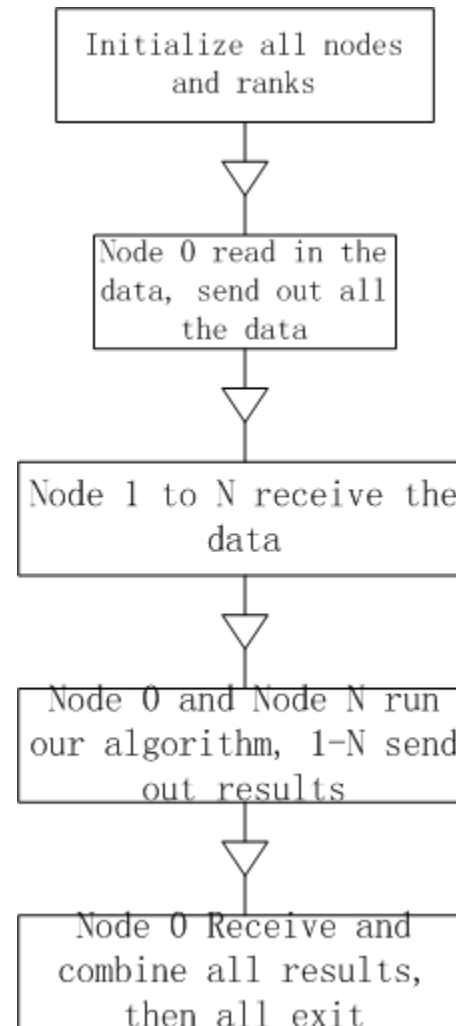 Initialize all nodes
and ranks
Node 0 read in the
data, send out all
the data
Node 1 to N receive the
data
Node 0 and Node N run
our algorithm, 1-N send
out results
Node 0 Receive and
combine all results,
then all exit